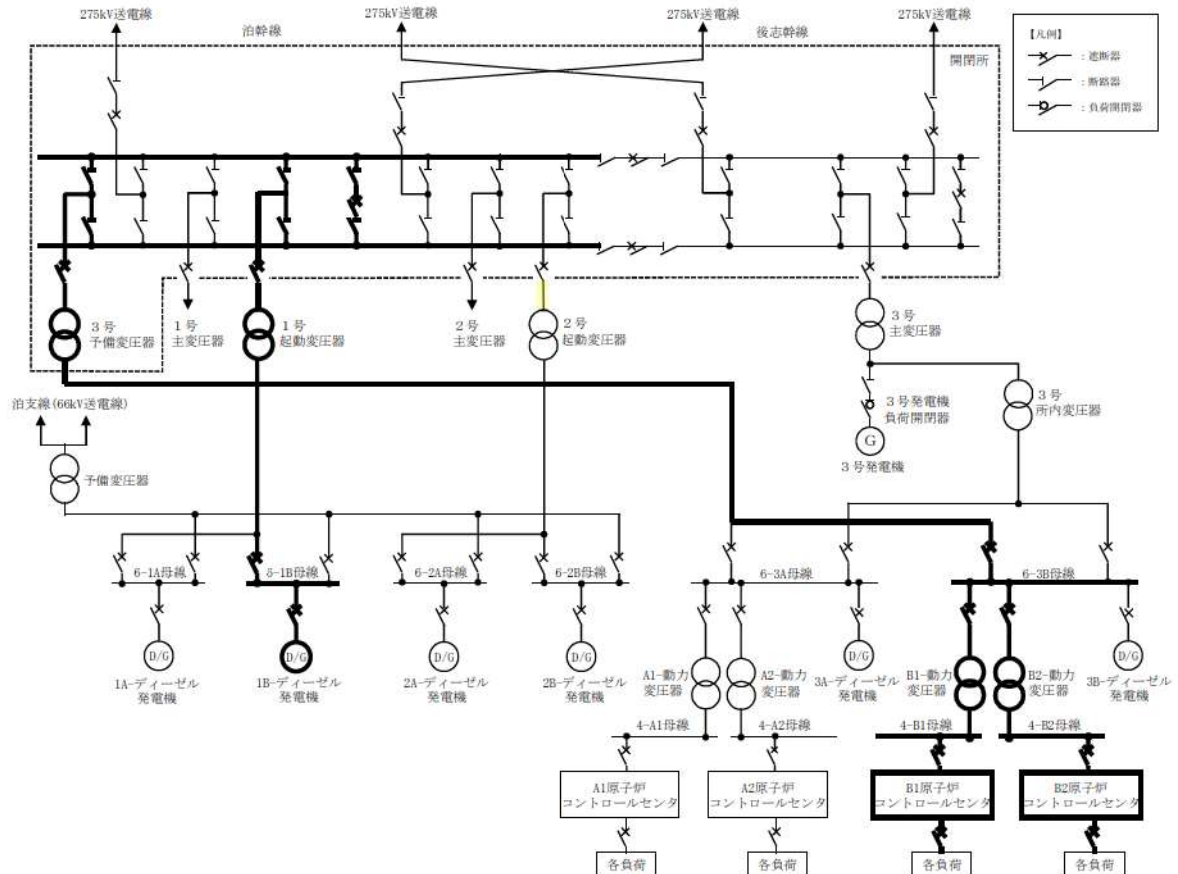 275kV送電線
275kV送電線
275kV送電線
275kV送電線
泊幹線
後志幹線
開閉所
【凡例】
:遮断器
:断路器
:負荷開閉器
3号
予備変圧器
1号
主変圧器
1号
起動変圧器
2号
主変圧器
2号
起動変圧器
3号
主変圧器
泊支線(66kV送電線)
予備変圧器
3号発電機
負荷開閉器
G
3号発電機
3号
所内変圧器
6-1A母線
6-1B母線
6-2A母線
6-2B母線
6-3A母線
6-3B母線
D/G
D/G
D/G
D/G
D/G
D/G
1A-ディーゼル
発電機
1B-ディーゼル
発電機
2A-ディーゼル
発電機
2B-ディーゼル
発電機
A1-動力
変圧器
A2-動力
変圧器
3A-ディーゼル
発電機
B1-動力
変圧器
B2-動力
変圧器
3B-ディーゼル
発電機
4-A1母線
4-A2母線
4-B1母線
4-B2母線
A1原子炉
コントロールセンタ
A2原子炉
コントロールセンタ
B1原子炉
コントロールセンタ
B2原子炉
コントロールセンタ
各負荷
各負荷
各負荷
各負荷